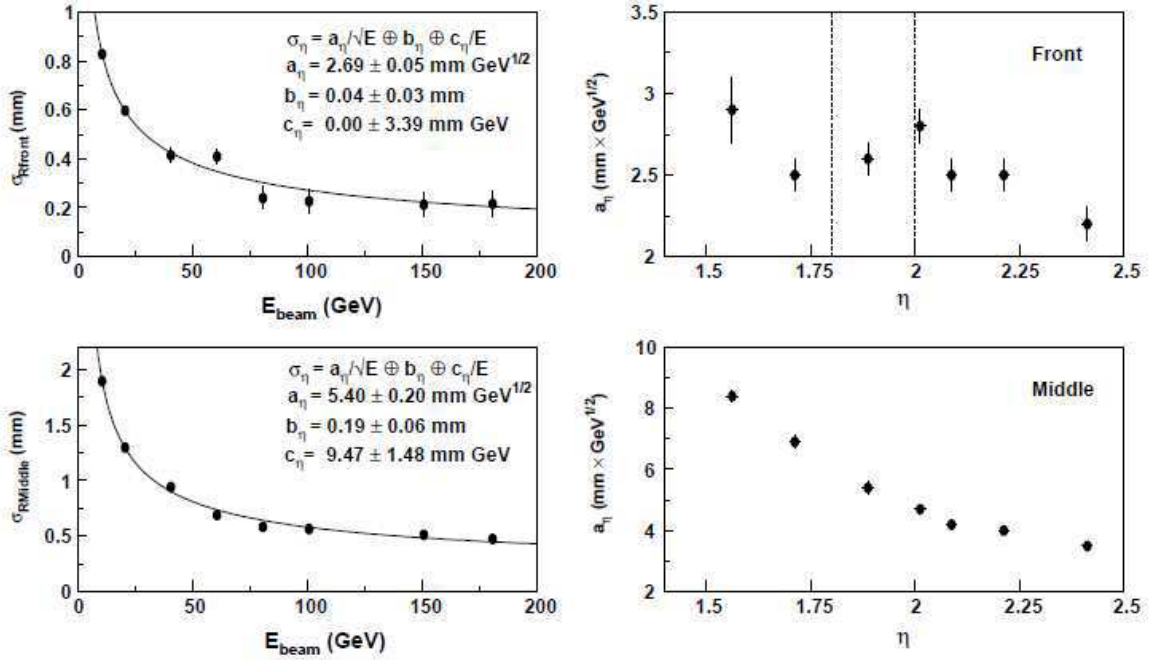 σ_η = a_η/√E ⊕ b_η ⊕ c_η/E
a_η = 2.69 ± 0.05 mm GeV^1/2
b_η = 0.04 ± 0.03 mm
c_η= 0.00 ± 3.39 mm GeV
σ_Rfront (mm)
1
0.8
0.6
0.4
0.2
0
0 50 100 150 200
E_beam (GeV)
Front
a_η (mm × GeV^1/2)
3.5
3
2.5
2
1.5 1.75 2 2.25 2.5
η
σ_η = a_η/√E ⊕ b_η ⊕ c_η/E
a_η = 5.40 ± 0.20 mm GeV^1/2
b_η = 0.19 ± 0.06 mm
c_η= 9.47 ± 1.48 mm GeV
σ_RMiddle (mm)
2
1.5
1
0.5
0
0 50 100 150 200
E_beam (GeV)
Middle
a_η (mm × GeV^1/2)
10
8
6
4
2
1.5 1.75 2 2.25 2.5
η